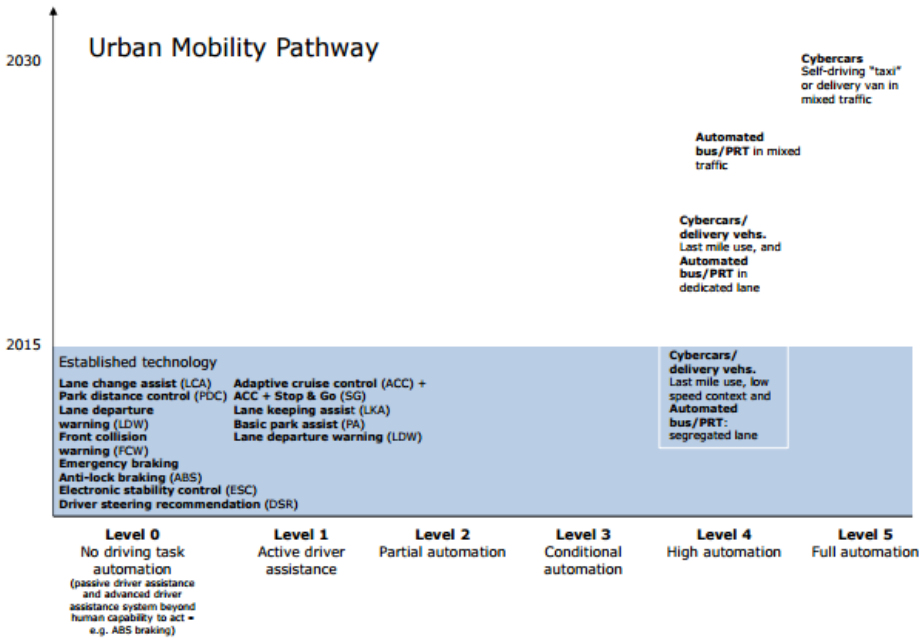 Urban Mobility Pathway
2030
Cybercars
Self-driving "taxi"
or delivery van in
mixed traffic
Automated
bus/PRT in mixed
traffic
Cybercars/
delivery vehs.
Last mile use, and
Automated
bus/PRT in
dedicated lane
2015
Established technology
Lane change assist (LCA)
Park distance control (PDC)
Lane departure
warning (LDW)
Front collision
warning (FCW)
Emergency braking
Anti-lock braking (ABS)
Electronic stability control (ESC)
Driver steering recommendation (DSR)
Adaptive cruise control (ACC) +
ACC + Stop & Go (SG)
Lane keeping assist (LKA)
Basic park assist (PA)
Lane departure warning (LDW)
Cybercars/
delivery vehs.
Last mile use, low
speed context and
Automated
bus/PRT:
segregated lane
Level 0
No driving task
automation
(passive driver assistance
and advanced driver
assistance system beyond
human capability to act =
e.g. ABS braking)
Level 1
Active driver
assistance
Level 2
Partial automation
Level 3
Conditional
automation
Level 4
High automation
Level 5
Full automation